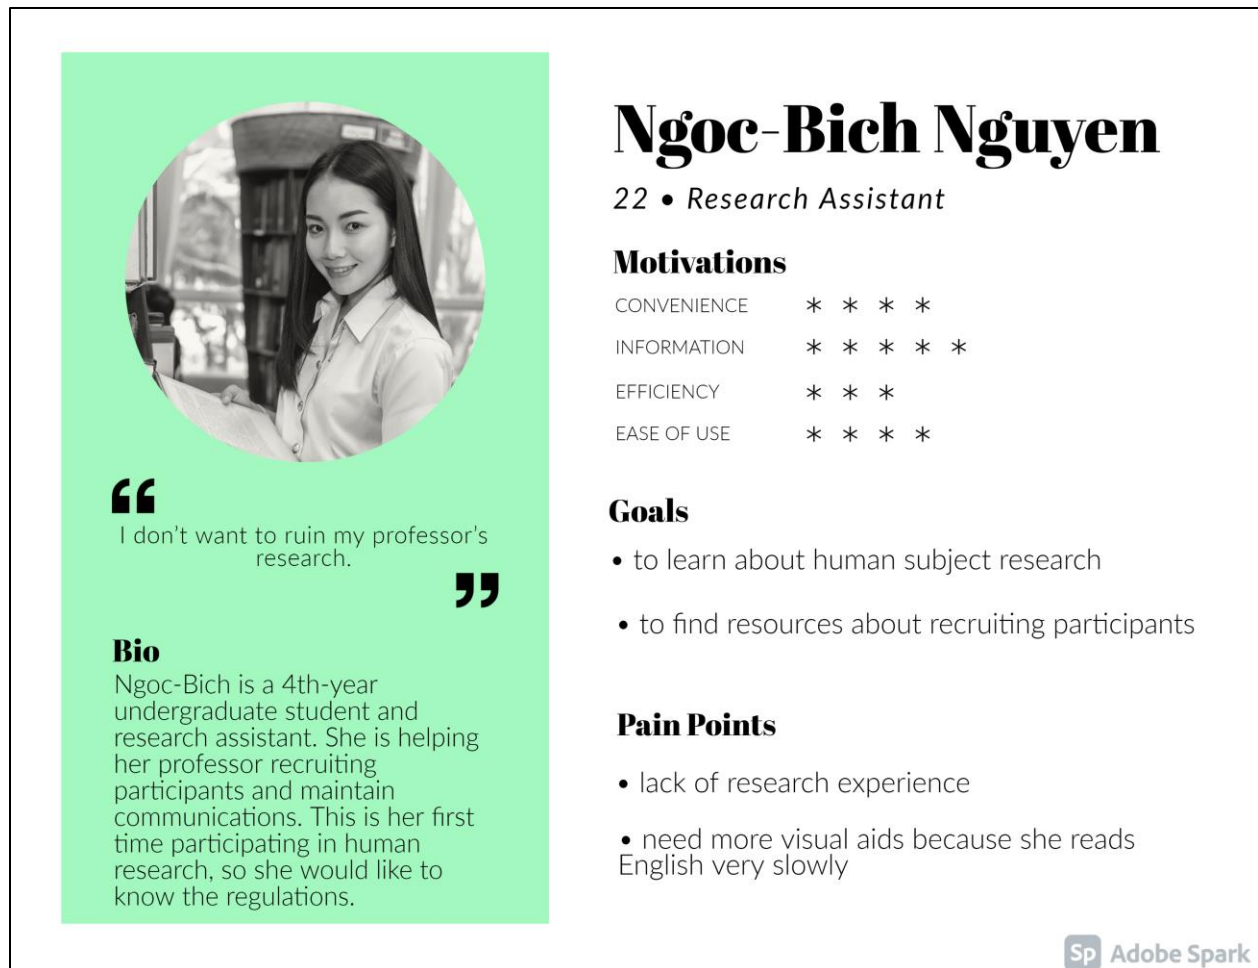 “
I don’t want to ruin my professor’s
research.
”
Bio
Ngoc-Bich is a 4th-year
undergraduate student and
research assistant. She is helping
her professor recruiting
participants and maintain
communications. This is her first
time participating in human
research, so she would like to
know the regulations.
Ngoc-Bich Nguyen
22 • Research Assistant
Motivations
CONVENIENCE * * * *
INFORMATION * * * * *
EFFICIENCY * * *
EASE OF USE * * * *
Goals
• to learn about human subject research
• to find resources about recruiting participants
Pain Points
• lack of research experience
• need more visual aids because she reads
English very slowly
Sp Adobe Spark